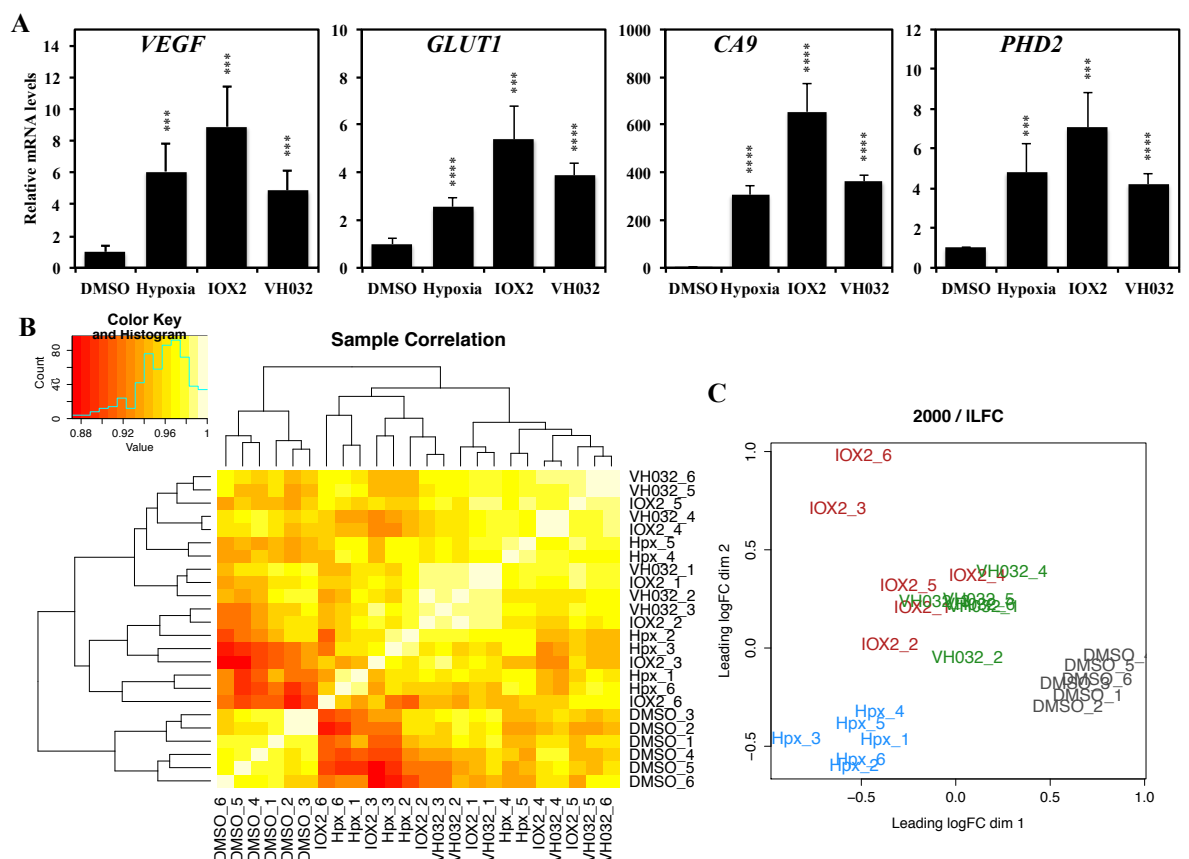 A
VEGF
GLUT1
CA9
PHD2
Relative mRNA levels
14
12
10
8
6
4
2
0
***
***
***
DMSO Hypoxia IOX2 VH032
10
8
6
4
2
0
****
***
****
DMSO Hypoxia IOX2 VH032
1000
800
600
400
200
0
****
****
****
DMSO Hypoxia IOX2 VH032
12
10
8
6
4
2
0
***
***
****
DMSO Hypoxia IOX2 VH032
B
Color Key
and Histogram
Count
0 40 80
0.88 0.92 0.96 1
Value
Sample Correlation
VH032_6
VH032_5
IOX2_5
VH032_4
IOX2_4
Hpx_5
Hpx_4
VH032_1
IOX2_1
VH032_2
VH032_3
IOX2_2
Hpx_2
Hpx_3
IOX2_3
Hpx_1
Hpx_6
IOX2_6
DMSO_3
DMSO_2
DMSO_1
DMSO_4
DMSO_5
DMSO_6
DMSO_6
DMSO_5
DMSO_4
DMSO_1
DMSO_2
DMSO_3
IOX2_6
Hpx_6
Hpx_1
IOX2_3
Hpx_3
Hpx_2
IOX2_2
VH032_3
VH032_2
IOX2_1
VH032_1
Hpx_4
Hpx_5
IOX2_4
VH032_4
IOX2_5
VH032_5
VH032_6
C
2000 / ILFC
Leading logFC dim 2
1.0
0.5
0.0
−0.5
IOX2_6
IOX2_3
IOX2_4
VH032_4
IOX2_5
VH032_5
VH032_1
IOX2_2
VH032_2
DMSO_5
DMSO_6
DMSO_1
DMSO_2
Hpx_4
Hpx_5
Hpx_3
Hpx_1
Hpx_6
Hpx_2
−0.5 0.0 0.5 1.0
Leading logFC dim 1